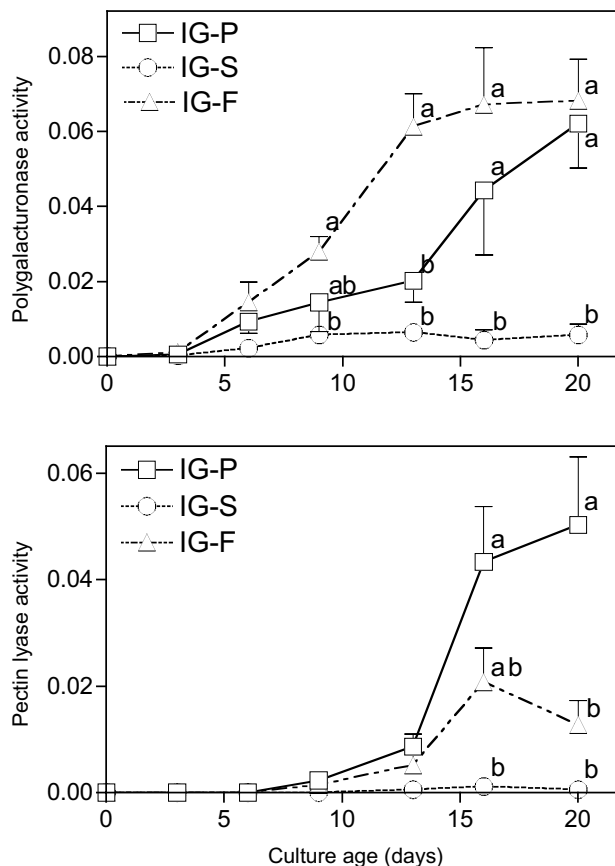 Polygalacturonase activity
0.08
0.06
0.04
0.02
0.00
IG-P
IG-S
IG-F
a
a
a
a
a
ab
b
b
b
b
b
0
5
10
15
20
Pectin lyase activity
0.06
0.04
0.02
0.00
IG-P
IG-S
IG-F
a
a
ab
b
b
b
0
5
10
15
20
Culture age (days)